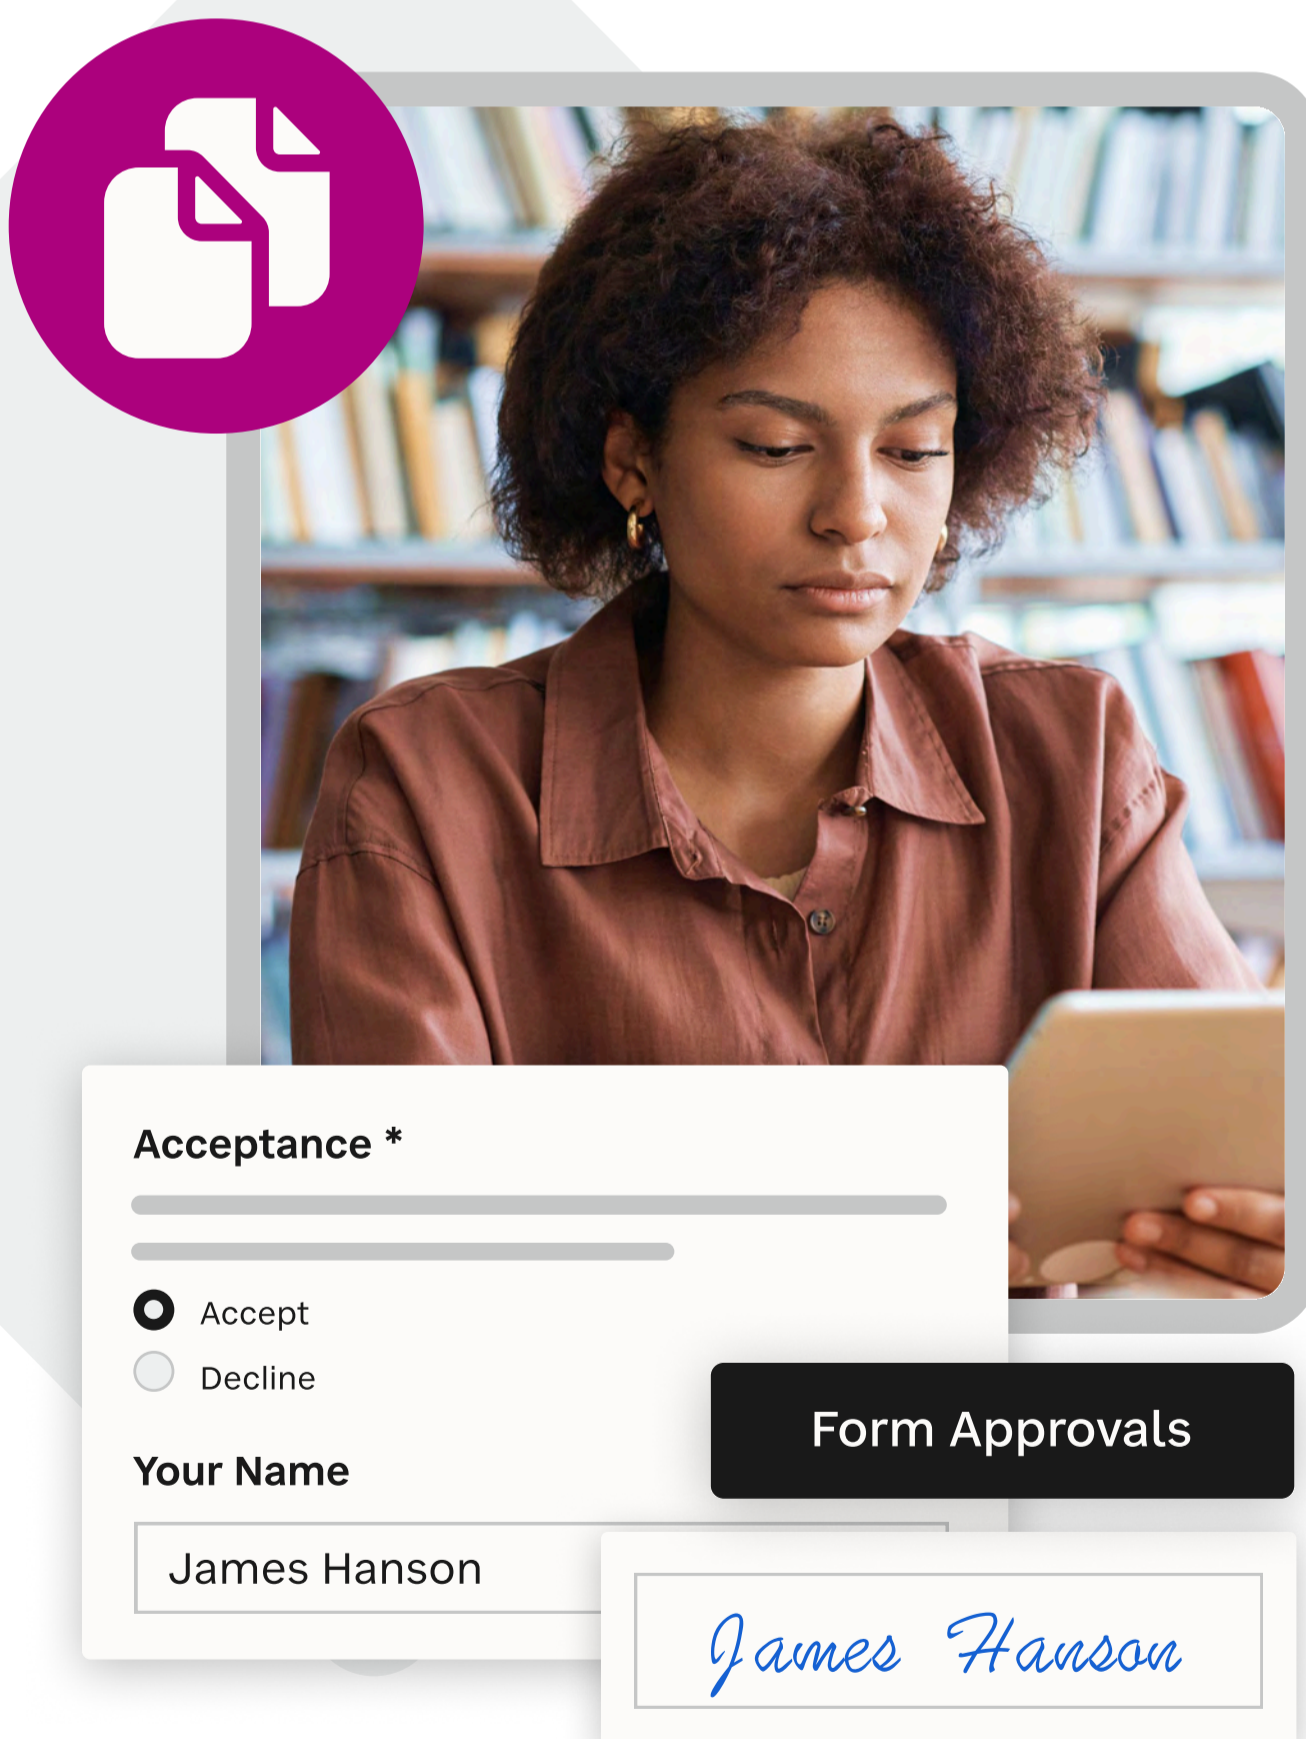 Acceptance *
Accept
Decline
Form Approvals
Your Name
James Hanson
James Hanson